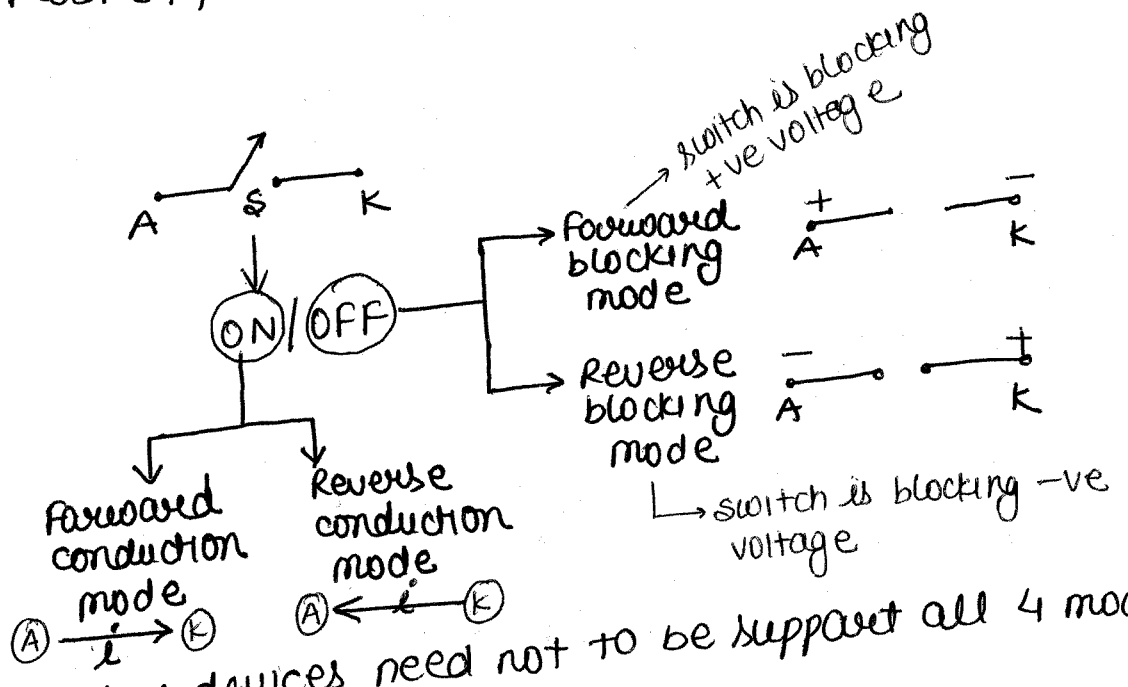 A S K
ON/OFF
switch is blocking
+ve voltage
Forward
blocking
mode
+ −
A K
Reverse
blocking
mode
− +
A K
switch is blocking -ve
voltage
Forward
conduction
mode
A i K
Reverse
conduction
mode
A i K
devices need not to be support all 4